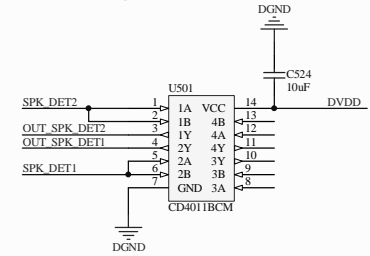 DGND
C524
10uF
U501
SPK_DET2 1 1A VCC 14 DVDD
2 1B 4B 13
OUT_SPK_DET2 3 1Y 4A 12
OUT_SPK_DET1 4 2Y 4Y 11
5 2A 3Y 10
SPK_DET1 6 2B 3B 9
7 GND 3A 8
CD4011BCM
DGND